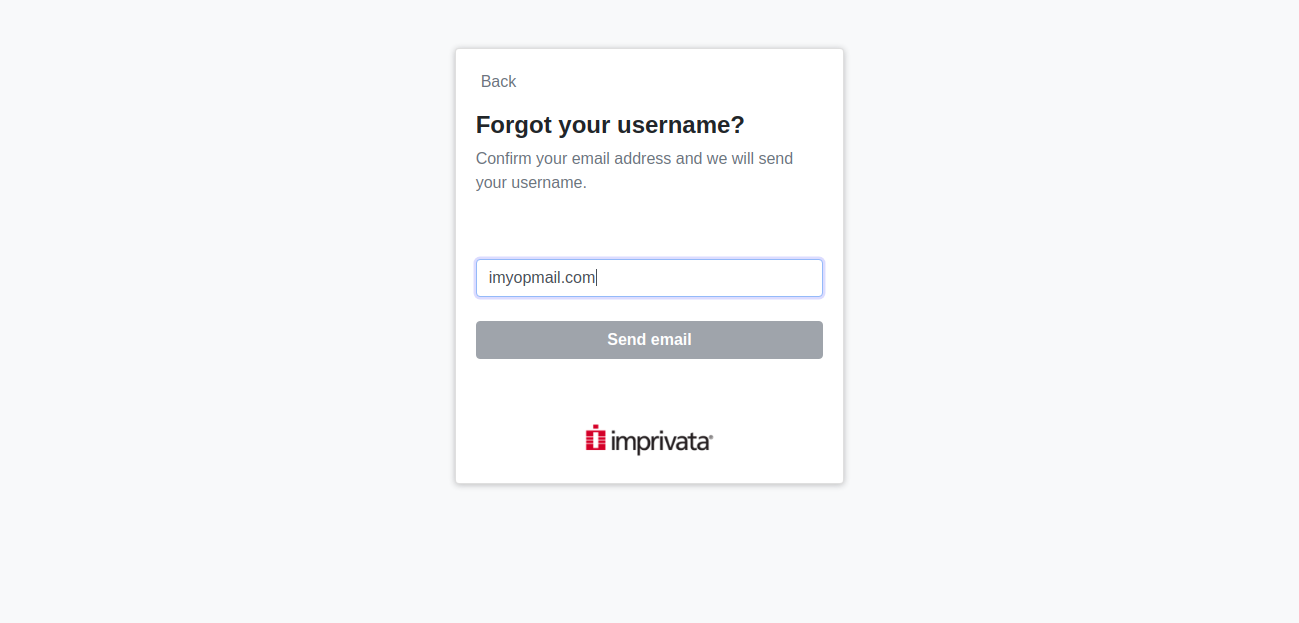 Back
Forgot your username?
Confirm your email address and we will send
your username.
imyopmail.com
Send email
imprivata®